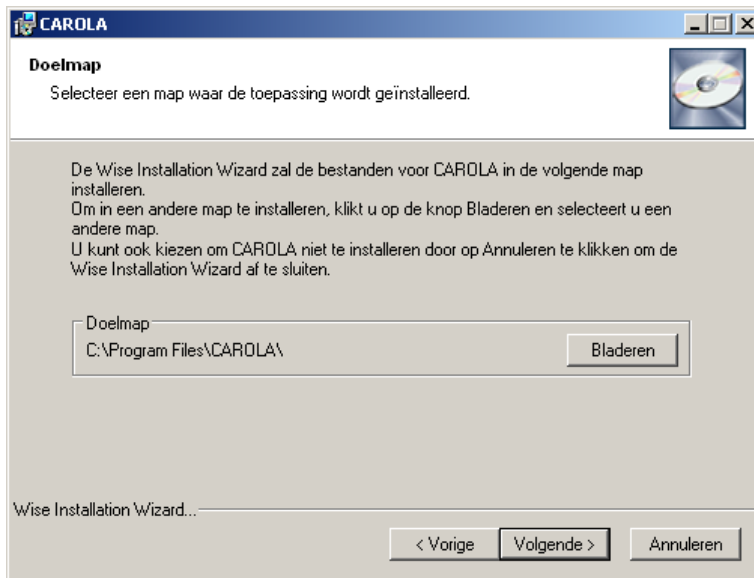 CAROLA
Doelmap
Selecteer een map waar de toepassing wordt geïnstalleerd.
De Wise Installation Wizard zal de bestanden voor CAROLA in de volgende map
installeren.
Om in een andere map te installeren, klikt u op de knop Bladeren en selecteert u een
andere map.
U kunt ook kiezen om CAROLA niet te installeren door op Annuleren te klikken om de
Wise Installation Wizard af te sluiten.
Doelmap
C:\Program Files\CAROLA\
Bladeren
Wise Installation Wizard...
< Vorige
Volgende >
Annuleren